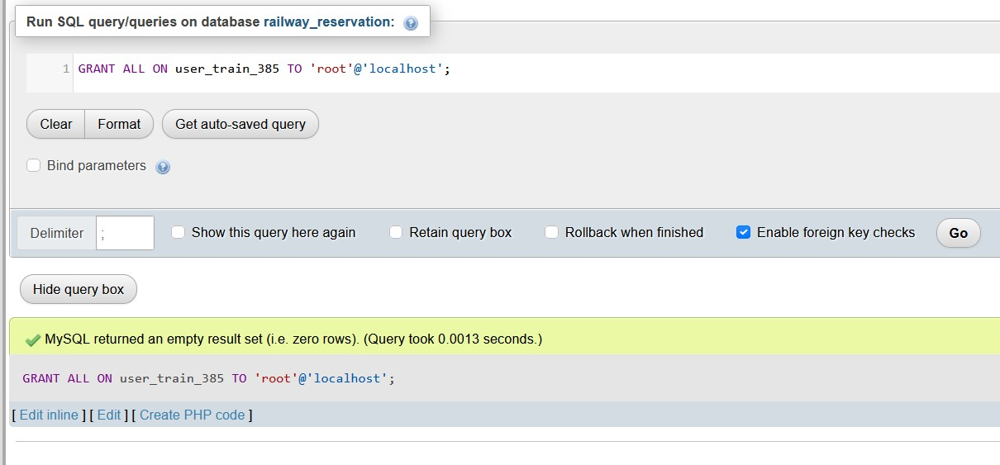 Run SQL query/queries on database railway_reservation:
1 GRANT ALL ON user_train_385 TO 'root'@'localhost';
Clear Format Get auto-saved query
Bind parameters
Delimiter ; Show this query here again Retain query box Rollback when finished Enable foreign key checks Go
Hide query box
MySQL returned an empty result set (i.e. zero rows). (Query took 0.0013 seconds.)
GRANT ALL ON user_train_385 TO 'root'@'localhost';
[ Edit inline ] [ Edit ] [ Create PHP code ]